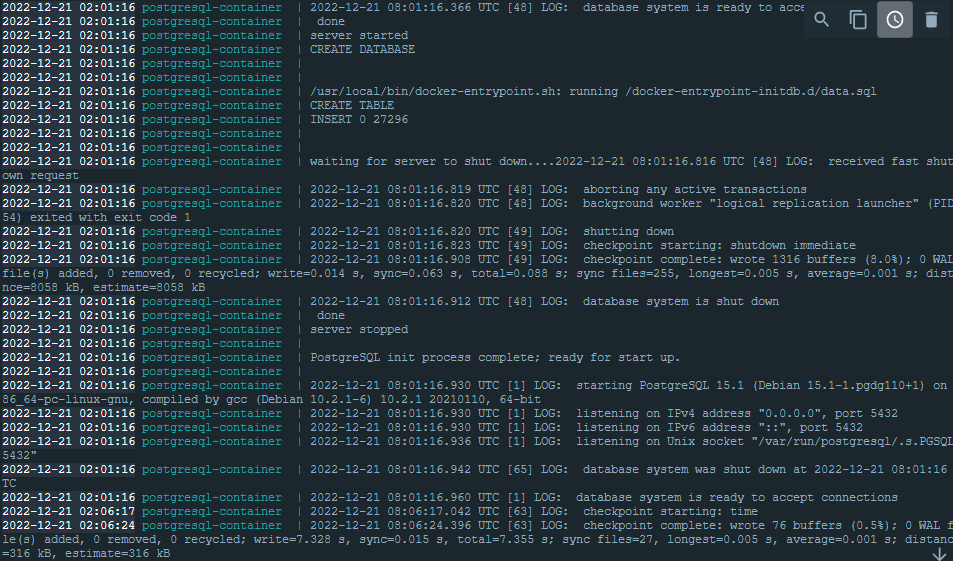 2022-12-21 02:01:16 postgresql-container | 2022-12-21 08:01:16.366 UTC [48] LOG: database system is ready to acce
2022-12-21 02:01:16 postgresql-container | done
2022-12-21 02:01:16 postgresql-container | server started
2022-12-21 02:01:16 postgresql-container | CREATE DATABASE
2022-12-21 02:01:16 postgresql-container |
2022-12-21 02:01:16 postgresql-container |
2022-12-21 02:01:16 postgresql-container | /usr/local/bin/docker-entrypoint.sh: running /docker-entrypoint-initdb.d/data.sql
2022-12-21 02:01:16 postgresql-container | CREATE TABLE
2022-12-21 02:01:16 postgresql-container | INSERT 0 27296
2022-12-21 02:01:16 postgresql-container |
2022-12-21 02:01:16 postgresql-container |
2022-12-21 02:01:16 postgresql-container | waiting for server to shut down....2022-12-21 08:01:16.816 UTC [48] LOG: received fast shut
own request
2022-12-21 02:01:16 postgresql-container | 2022-12-21 08:01:16.819 UTC [48] LOG: aborting any active transactions
2022-12-21 02:01:16 postgresql-container | 2022-12-21 08:01:16.820 UTC [48] LOG: background worker "logical replication launcher" (PID
54) exited with exit code 1
2022-12-21 02:01:16 postgresql-container | 2022-12-21 08:01:16.820 UTC [49] LOG: shutting down
2022-12-21 02:01:16 postgresql-container | 2022-12-21 08:01:16.823 UTC [49] LOG: checkpoint starting: shutdown immediate
2022-12-21 02:01:16 postgresql-container | 2022-12-21 08:01:16.908 UTC [49] LOG: checkpoint complete: wrote 1316 buffers (8.0%); 0 WAL
file(s) added, 0 removed, 0 recycled; write=0.014 s, sync=0.063 s, total=0.088 s; sync files=255, longest=0.005 s, average=0.001 s; dist
nce=8058 kB, estimate=8058 kB
2022-12-21 02:01:16 postgresql-container | 2022-12-21 08:01:16.912 UTC [48] LOG: database system is shut down
2022-12-21 02:01:16 postgresql-container | done
2022-12-21 02:01:16 postgresql-container | server stopped
2022-12-21 02:01:16 postgresql-container |
2022-12-21 02:01:16 postgresql-container | PostgreSQL init process complete; ready for start up.
2022-12-21 02:01:16 postgresql-container |
2022-12-21 02:01:16 postgresql-container | 2022-12-21 08:01:16.930 UTC [1] LOG: starting PostgreSQL 15.1 (Debian 15.1-1.pgdg110+1) on
86_64-pc-linux-gnu, compiled by gcc (Debian 10.2.1-6) 10.2.1 20210110, 64-bit
2022-12-21 02:01:16 postgresql-container | 2022-12-21 08:01:16.930 UTC [1] LOG: listening on IPv4 address "0.0.0.0", port 5432
2022-12-21 02:01:16 postgresql-container | 2022-12-21 08:01:16.930 UTC [1] LOG: listening on IPv6 address "::", port 5432
2022-12-21 02:01:16 postgresql-container | 2022-12-21 08:01:16.936 UTC [1] LOG: listening on Unix socket "/var/run/postgresql/.s.PGSQL
5432"
2022-12-21 02:01:16 postgresql-container | 2022-12-21 08:01:16.942 UTC [65] LOG: database system was shut down at 2022-12-21 08:01:16
TC
2022-12-21 02:01:16 postgresql-container | 2022-12-21 08:01:16.960 UTC [1] LOG: database system is ready to accept connections
2022-12-21 02:06:17 postgresql-container | 2022-12-21 08:06:17.042 UTC [63] LOG: checkpoint starting: time
2022-12-21 02:06:24 postgresql-container | 2022-12-21 08:06:24.396 UTC [63] LOG: checkpoint complete: wrote 76 buffers (0.5%); 0 WAL f
le(s) added, 0 removed, 0 recycled; write=7.328 s, sync=0.015 s, total=7.355 s; sync files=27, longest=0.005 s, average=0.001 s; distanc
=316 kB, estimate=316 kB